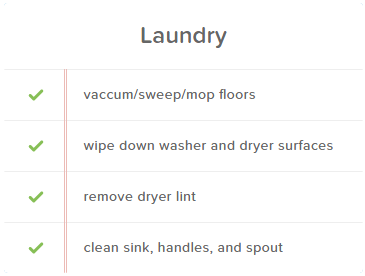 Laundry
vaccum/sweep/mop floors
wipe down washer and dryer surfaces
remove dryer lint
clean sink, handles, and spout